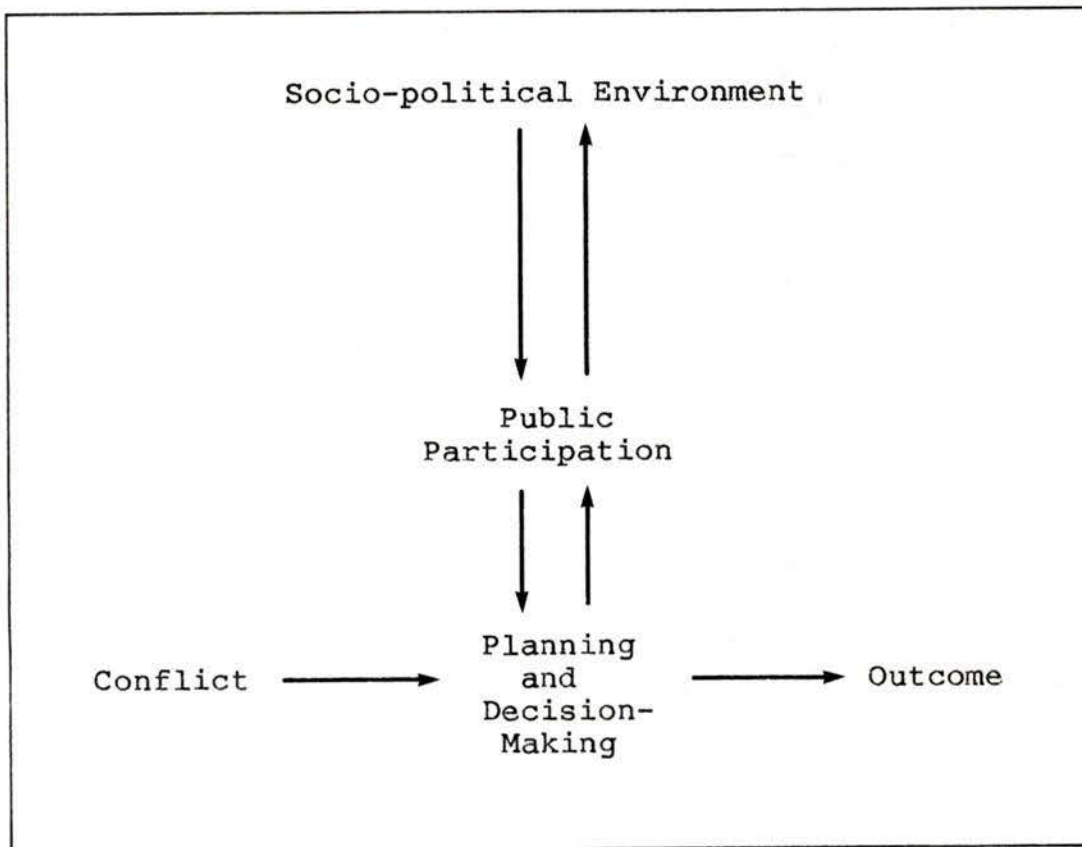 Socio-political Environment
Public
Participation
Conflict
Planning
and
Decision-
Making
Outcome